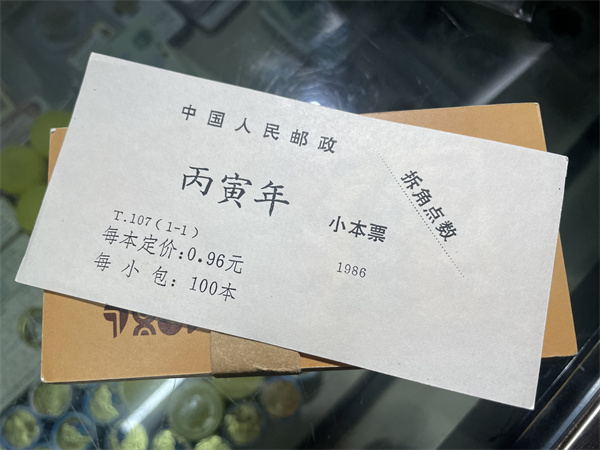 中国人民邮政
丙寅年
小本票
拆角点数
T.107(1-1)
每本定价:0.96元
每小包: 100本
1986